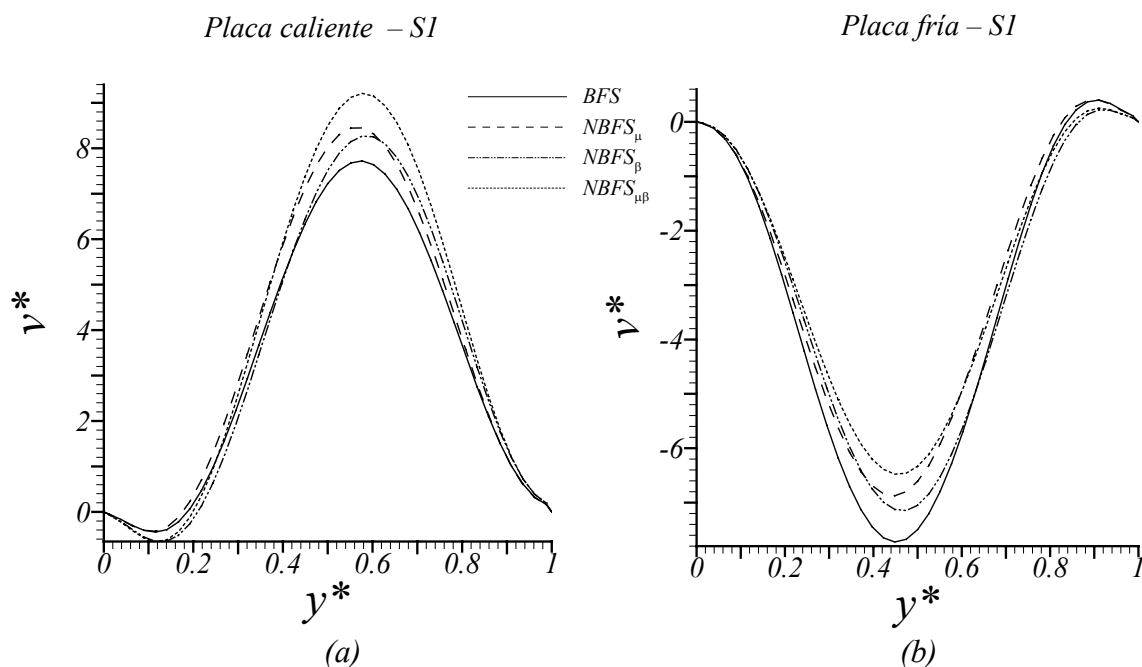 Placa caliente – S1
Placa fría – S1
BFS
NBFSμ
NBFSβ
NBFSμβ
8
6
4
2
0
v*
0
0.2
0.4
0.6
0.8
1
y*
(a)
0
-2
-4
-6
v*
0
0.2
0.4
0.6
0.8
1
y*
(b)